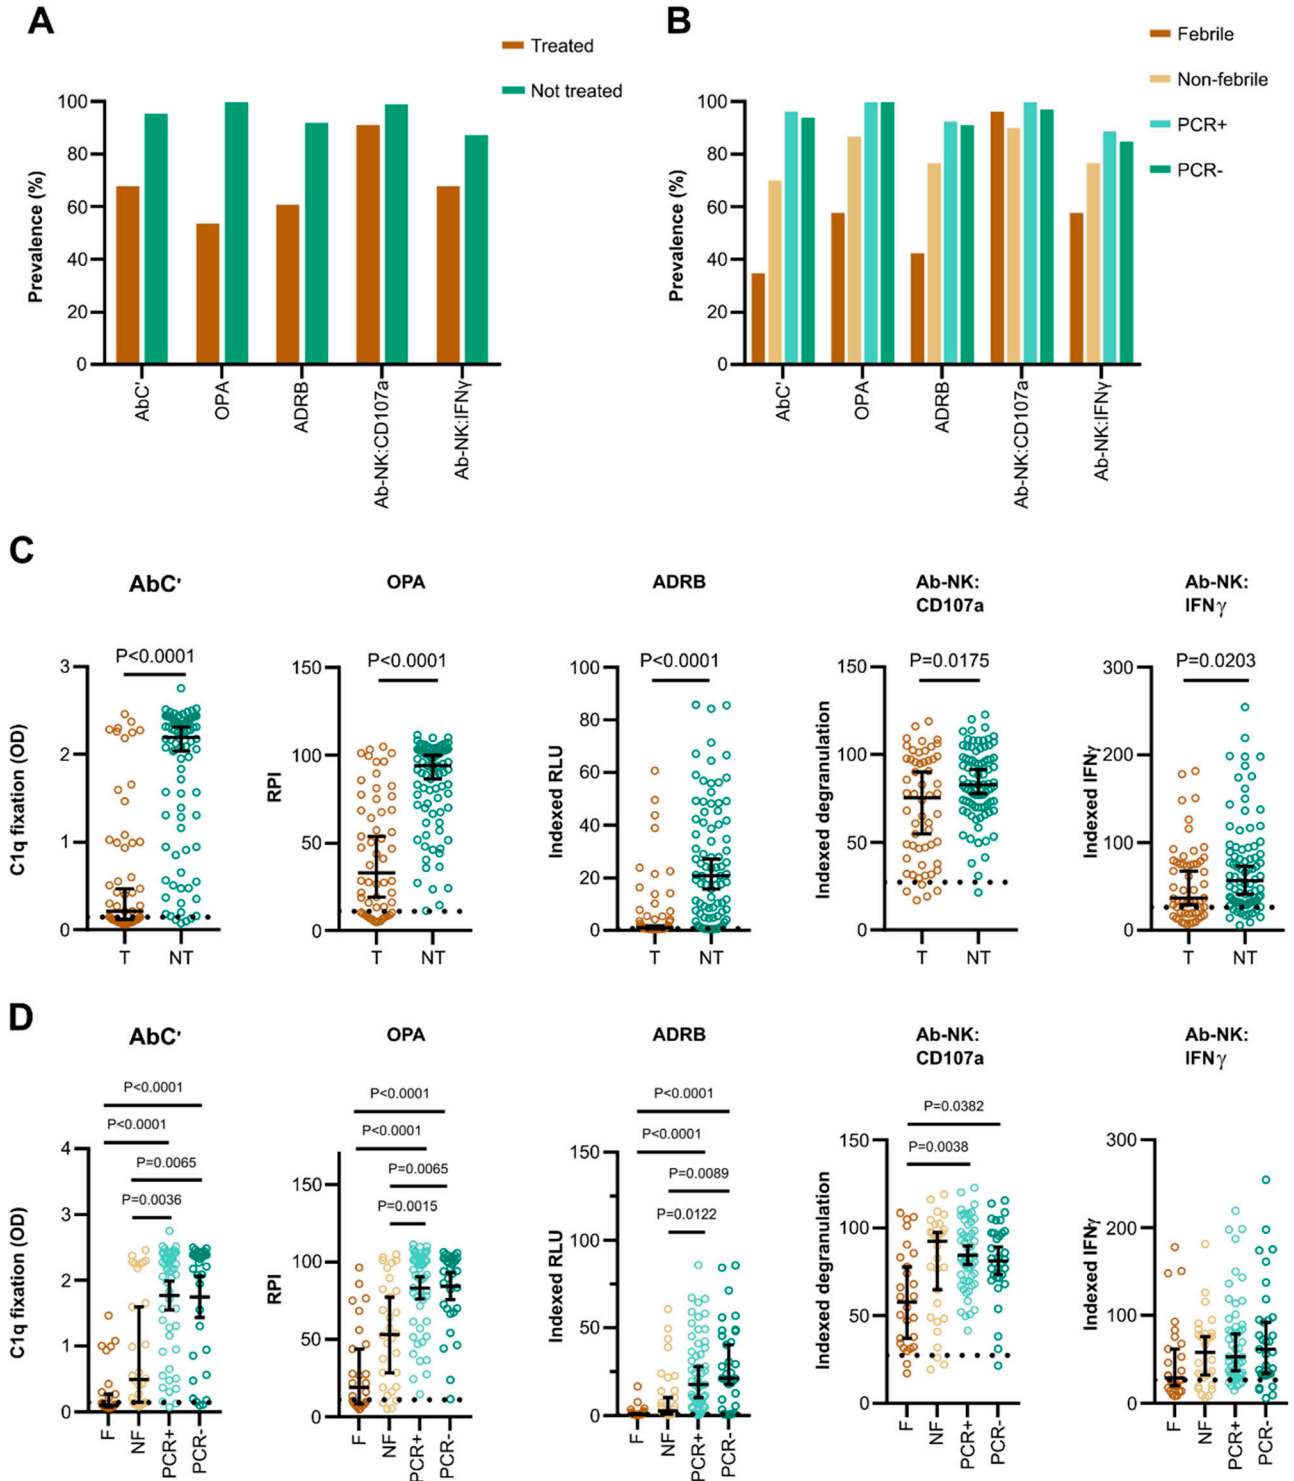 A
Treated
Not treated
Prevalence (%)
100
80
60
40
20
0
AbC'
OPA
ADRB
Ab-NK:CD107a
Ab-NK:IFNγ
B
Febrile
Non-febrile
PCR+
PCR-
Prevalence (%)
100
80
60
40
20
0
AbC'
OPA
ADRB
Ab-NK:CD107a
Ab-NK:IFNγ
C
AbC'
P<0.0001
C1q fixation (OD)
3
2
1
0
T NT
OPA
P<0.0001
RPI
150
100
50
0
T NT
ADRB
P<0.0001
Indexed RLU
100
80
60
40
20
0
T NT
Ab-NK:
CD107a
P=0.0175
Indexed degranulation
150
100
50
0
T NT
Ab-NK:
IFNγ
P=0.0203
Indexed IFNγ
300
200
100
0
T NT
D
AbC'
P<0.0001
P<0.0001
P=0.0065
P=0.0036
C1q fixation (OD)
4
3
2
1
0
F
NF
PCR+
PCR-
OPA
P<0.0001
P<0.0001
P=0.0065
P=0.0015
RPI
150
100
50
0
F
NF
PCR+
PCR-
ADRB
P<0.0001
P<0.0001
P=0.0089
P=0.0122
Indexed RLU
150
100
50
0
F
NF
PCR+
PCR-
Ab-NK:
CD107a
P=0.0382
P=0.0038
Indexed degranulation
150
100
50
0
F
NF
PCR+
PCR-
Ab-NK:
IFNγ
Indexed IFNγ
300
200
100
0
F
NF
PCR+
PCR-